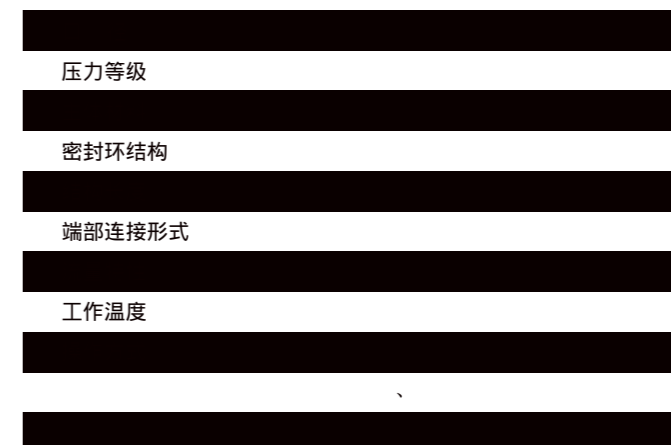 压力等级
密封环结构
端部连接形式
工作温度
、